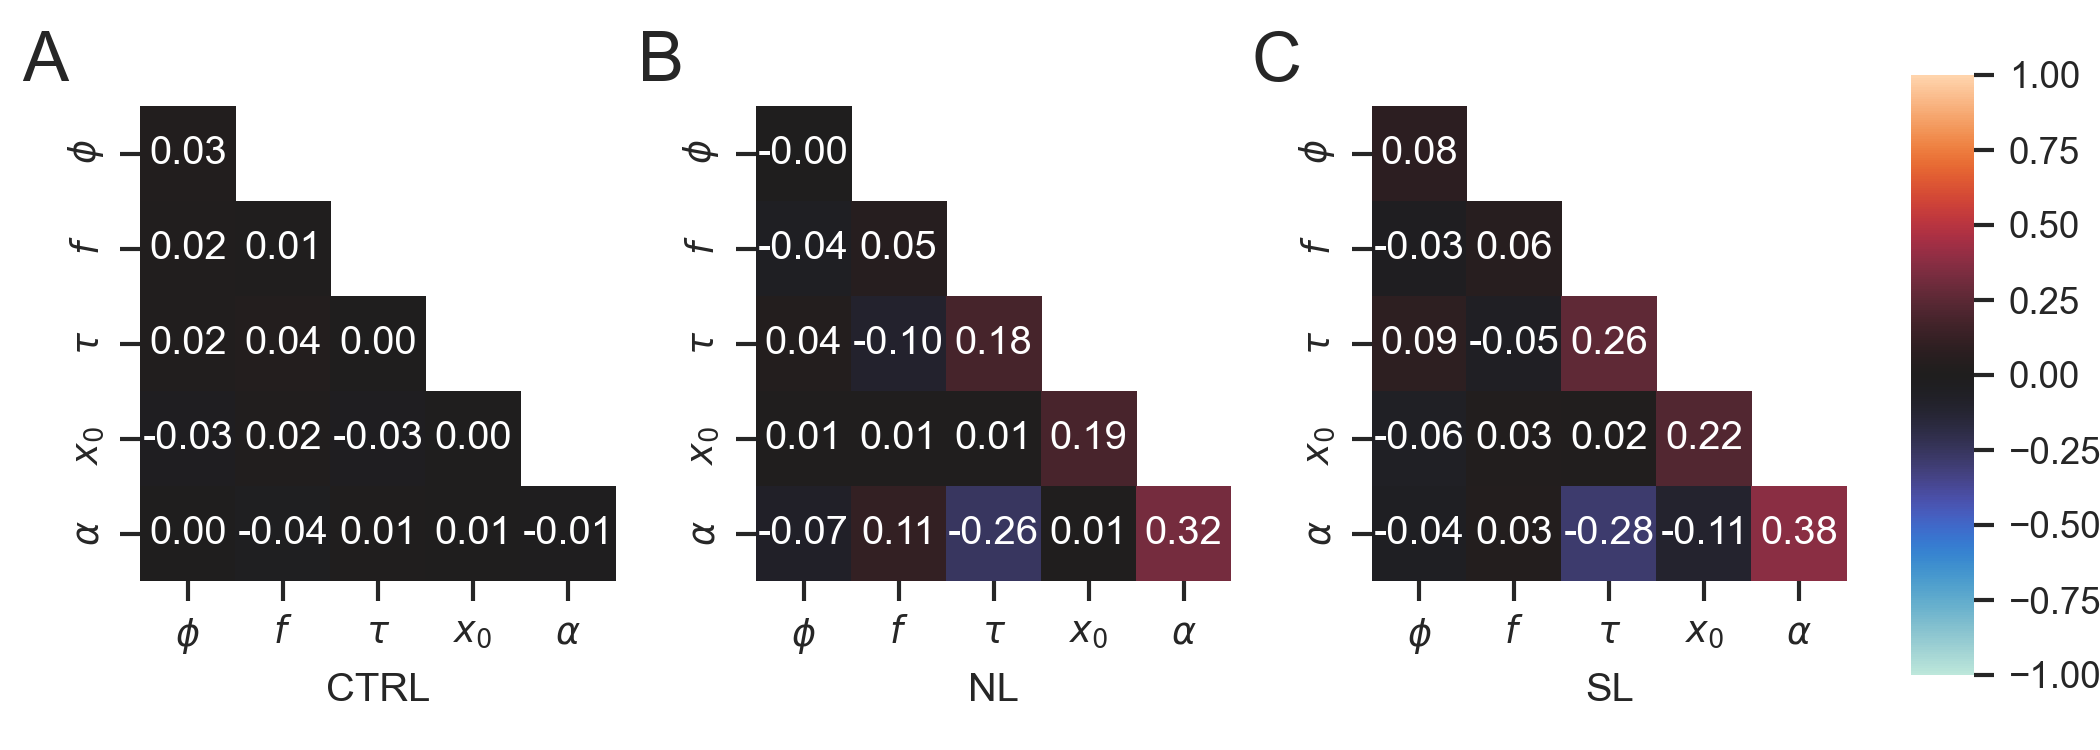 A B C
1.00
0.75
0.50
0.25
0.00
−0.25
−0.50
−0.75
−1.00
ϕ 0.03
f 0.02 0.01
τ 0.02 0.04 0.00
x₀ -0.03 0.02 -0.03 0.00
α 0.00 -0.04 0.01 0.01 -0.01
ϕ f τ x₀ α
CTRL
ϕ -0.00
f -0.04 0.05
τ 0.04 -0.10 0.18
x₀ 0.01 0.01 0.01 0.19
α -0.07 0.11 -0.26 0.01 0.32
ϕ f τ x₀ α
NL
ϕ 0.08
f -0.03 0.06
τ 0.09 -0.05 0.26
x₀ -0.06 0.03 0.02 0.22
α -0.04 0.03 -0.28 -0.11 0.38
ϕ f τ x₀ α
SL